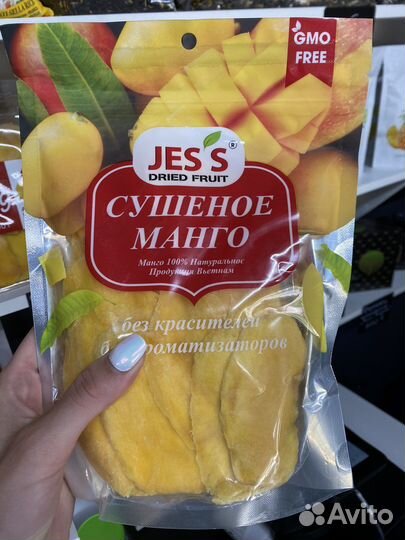 GMO
FREE
JES'S®
DRIED FRUIT
СУШЕНОЕ
МАНГО
Манго 100% Натуральное
Продукция Вьетнам
без красителей
ароматизаторов
Avito